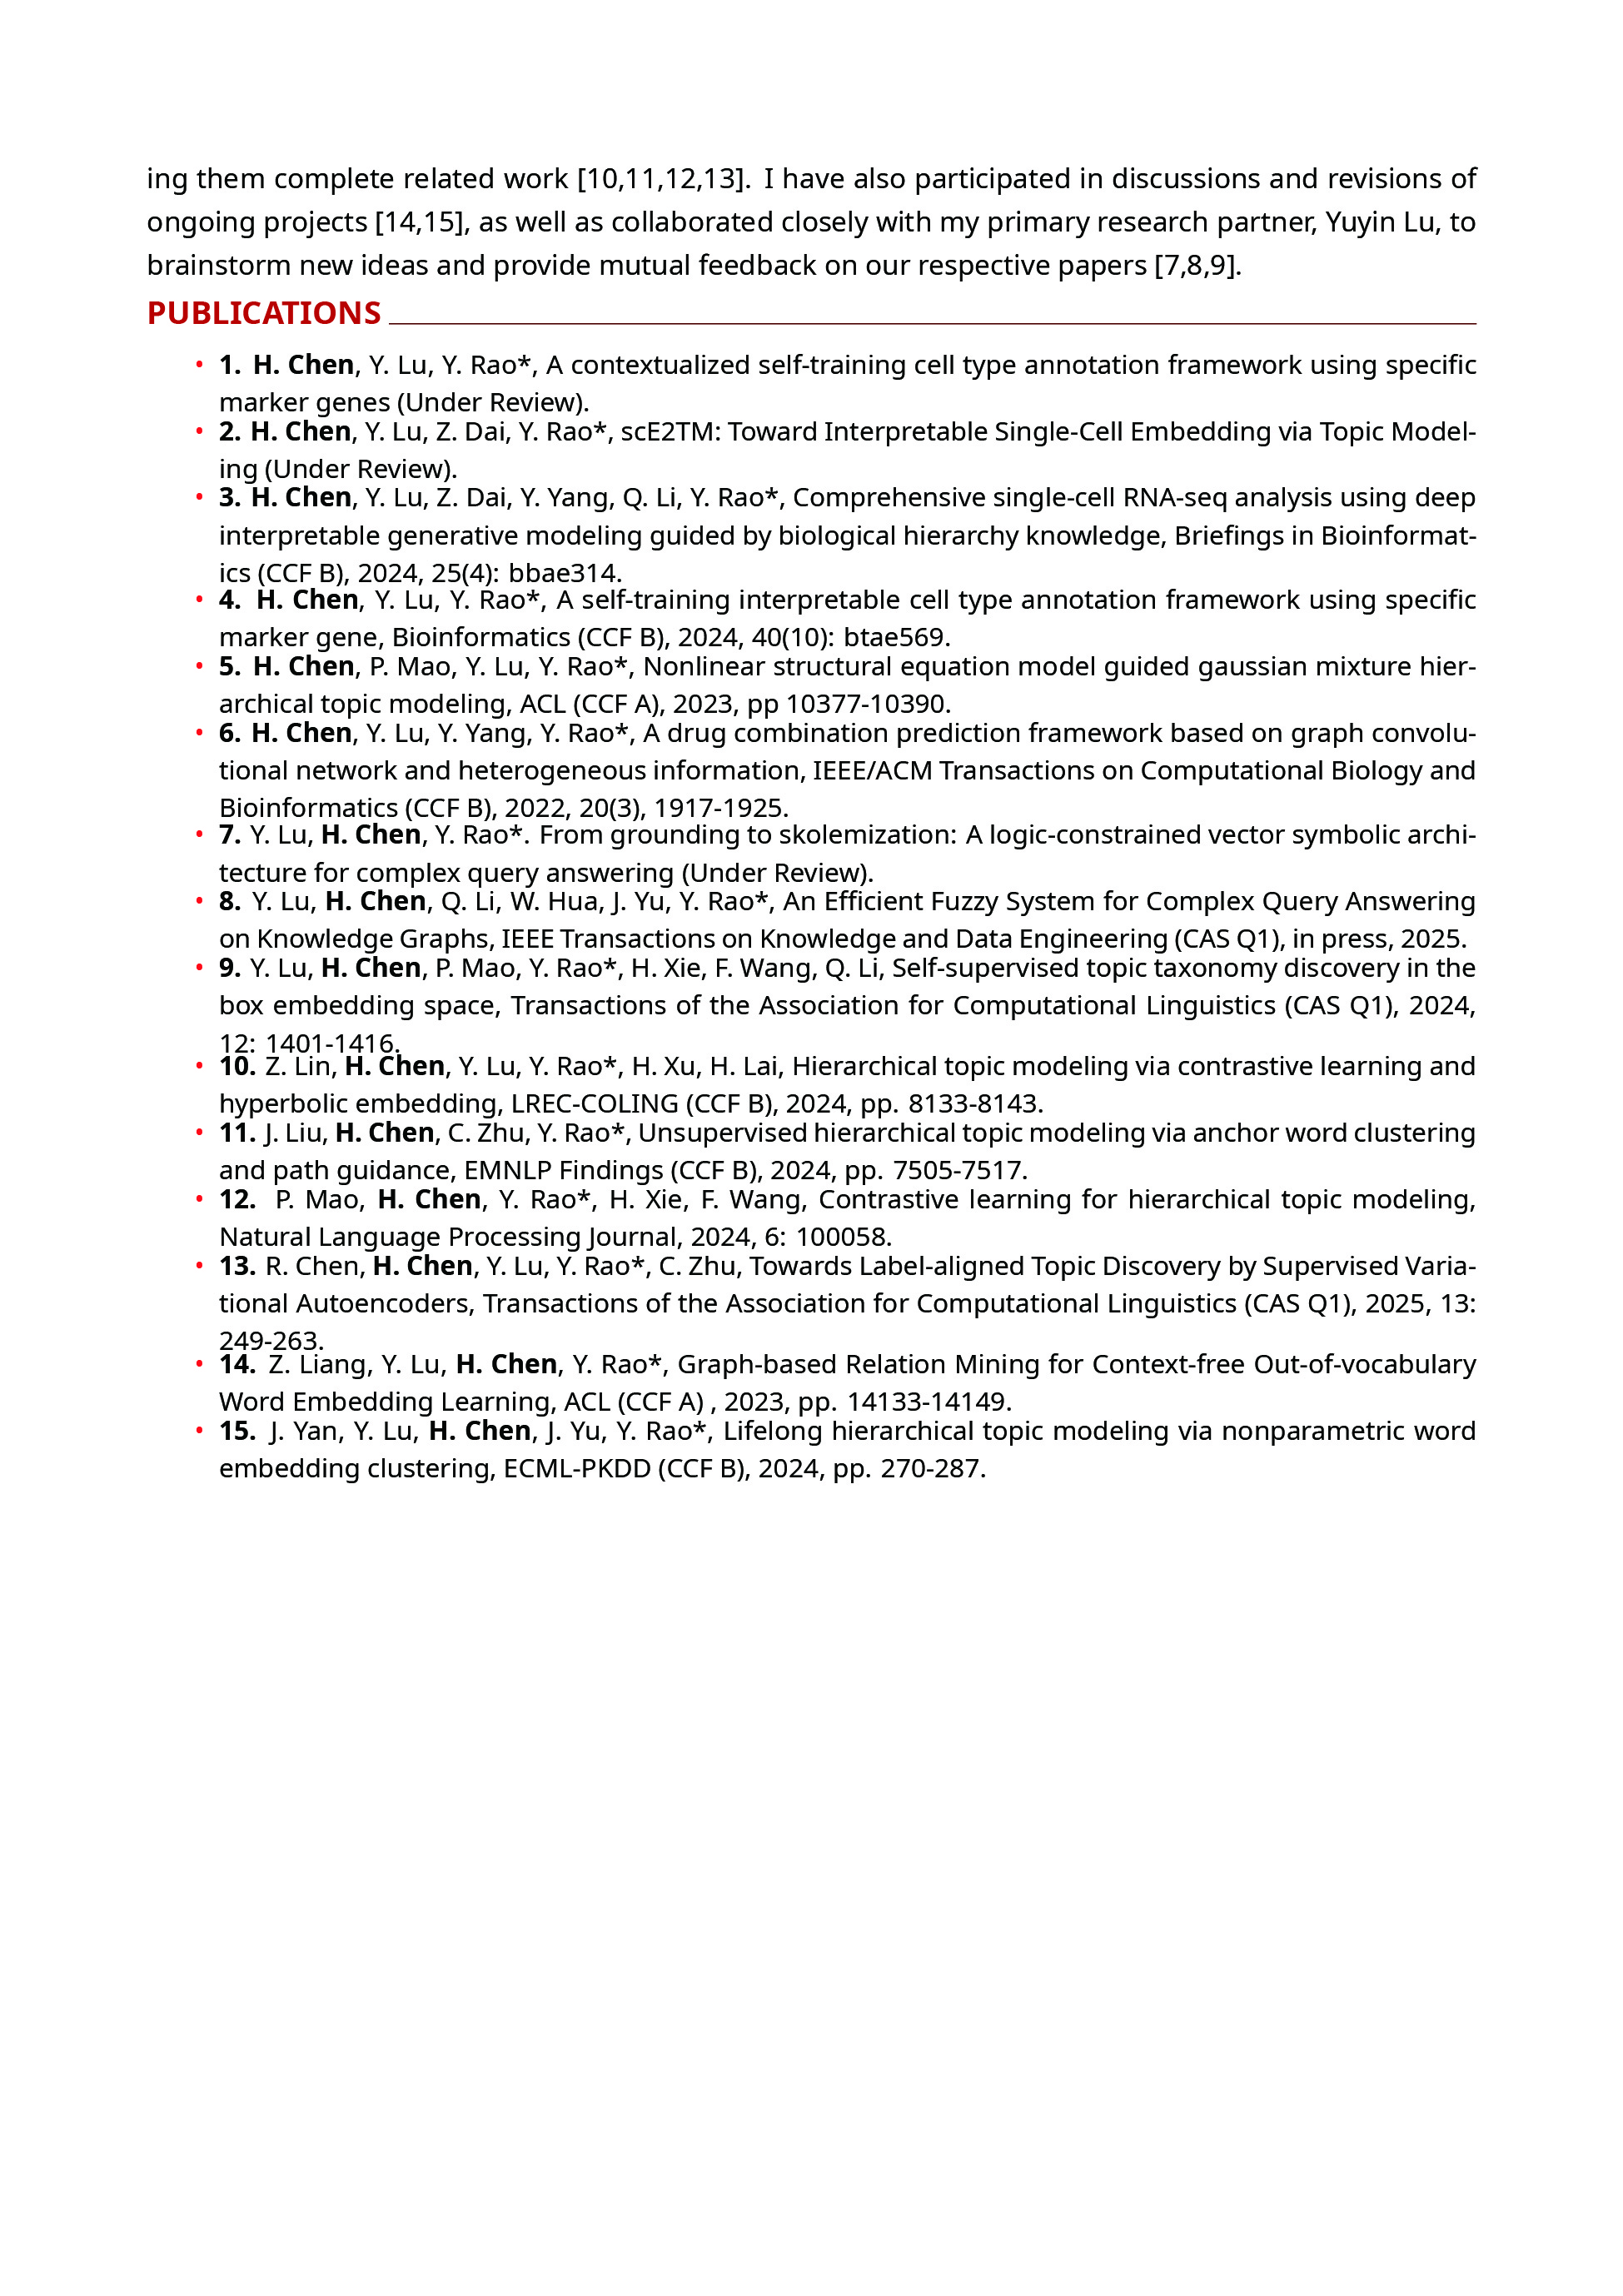 ing them complete related work [10,11,12,13]. I have also participated in discussions and revisions of
ongoing projects [14,15], as well as collaborated closely with my primary research partner, Yuyin Lu, to
brainstorm new ideas and provide mutual feedback on our respective papers [7,8,9].
PUBLICATIONS
• 1. H. Chen, Y. Lu, Y. Rao*, A contextualized self-training cell type annotation framework using specific
marker genes (Under Review).
• 2. H. Chen, Y. Lu, Z. Dai, Y. Rao*, scE2TM: Toward Interpretable Single-Cell Embedding via Topic Model-
ing (Under Review).
• 3. H. Chen, Y. Lu, Z. Dai, Y. Yang, Q. Li, Y. Rao*, Comprehensive single-cell RNA-seq analysis using deep
interpretable generative modeling guided by biological hierarchy knowledge, Briefings in Bioinformat-
ics (CCF B), 2024, 25(4): bbae314.
• 4. H. Chen, Y. Lu, Y. Rao*, A self-training interpretable cell type annotation framework using specific
marker gene, Bioinformatics (CCF B), 2024, 40(10): btae569.
• 5. H. Chen, P. Mao, Y. Lu, Y. Rao*, Nonlinear structural equation model guided gaussian mixture hier-
archical topic modeling, ACL (CCF A), 2023, pp 10377-10390.
• 6. H. Chen, Y. Lu, Y. Yang, Y. Rao*, A drug combination prediction framework based on graph convolu-
tional network and heterogeneous information, IEEE/ACM Transactions on Computational Biology and
Bioinformatics (CCF B), 2022, 20(3), 1917-1925.
• 7. Y. Lu, H. Chen, Y. Rao*. From grounding to skolemization: A logic-constrained vector symbolic archi-
tecture for complex query answering (Under Review).
• 8. Y. Lu, H. Chen, Q. Li, W. Hua, J. Yu, Y. Rao*, An Efficient Fuzzy System for Complex Query Answering
on Knowledge Graphs, IEEE Transactions on Knowledge and Data Engineering (CAS Q1), in press, 2025.
• 9. Y. Lu, H. Chen, P. Mao, Y. Rao*, H. Xie, F. Wang, Q. Li, Self-supervised topic taxonomy discovery in the
box embedding space, Transactions of the Association for Computational Linguistics (CAS Q1), 2024,
12: 1401-1416.
• 10. Z. Lin, H. Chen, Y. Lu, Y. Rao*, H. Xu, H. Lai, Hierarchical topic modeling via contrastive learning and
hyperbolic embedding, LREC-COLING (CCF B), 2024, pp. 8133-8143.
• 11. J. Liu, H. Chen, C. Zhu, Y. Rao*, Unsupervised hierarchical topic modeling via anchor word clustering
and path guidance, EMNLP Findings (CCF B), 2024, pp. 7505-7517.
• 12. P. Mao, H. Chen, Y. Rao*, H. Xie, F. Wang, Contrastive learning for hierarchical topic modeling,
Natural Language Processing Journal, 2024, 6: 100058.
• 13. R. Chen, H. Chen, Y. Lu, Y. Rao*, C. Zhu, Towards Label-aligned Topic Discovery by Supervised Varia-
tional Autoencoders, Transactions of the Association for Computational Linguistics (CAS Q1), 2025, 13:
249-263.
• 14. Z. Liang, Y. Lu, H. Chen, Y. Rao*, Graph-based Relation Mining for Context-free Out-of-vocabulary
Word Embedding Learning, ACL (CCF A) , 2023, pp. 14133-14149.
• 15. J. Yan, Y. Lu, H. Chen, J. Yu, Y. Rao*, Lifelong hierarchical topic modeling via nonparametric word
embedding clustering, ECML-PKDD (CCF B), 2024, pp. 270-287.